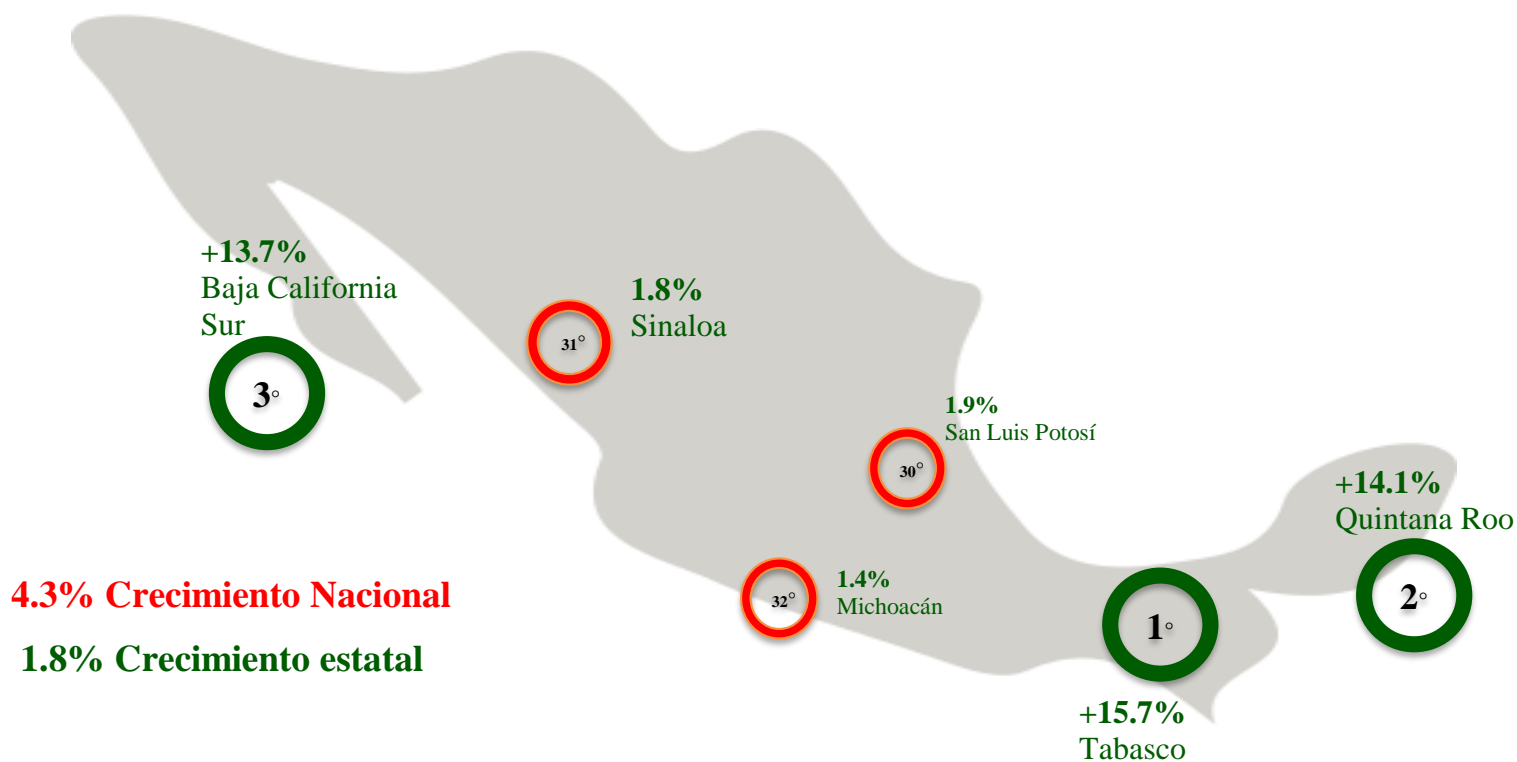 +13.7%
Baja California
Sur
3°
1.8%
Sinaloa
31°
1.9%
San Luis Potosí
30°
+14.1%
Quintana Roo
2°
4.3% Crecimiento Nacional
1.8% Crecimiento estatal
1.4%
Michoacán
32°
1°
+15.7%
Tabasco